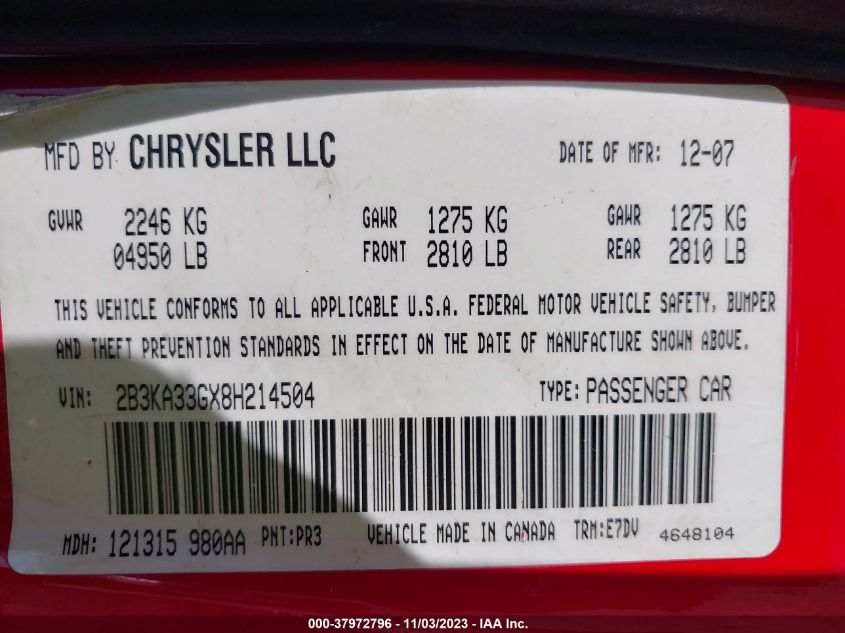 MFD BY CHRYSLER LLC DATE OF MFR: 12-07
GVWR 2246 KG GAWR 1275 KG GAWR 1275 KG
04950 LB FRONT 2810 LB REAR 2810 LB
THIS VEHICLE CONFORMS TO ALL APPLICABLE U.S.A. FEDERAL MOTOR VEHICLE SAFETY, BUMPER
AND THEFT PREVENTION STANDARDS IN EFFECT ON THE DATE OF MANUFACTURE SHOWN ABOVE.
VIN: 2B3KA33GX8H214504 TYPE: PASSENGER CAR
MDH: 121315 980AA PNT:PR3 VEHICLE MADE IN CANADA TRM:E7DV 4648104
000-37972796 - 11/03/2023 - IAA Inc.